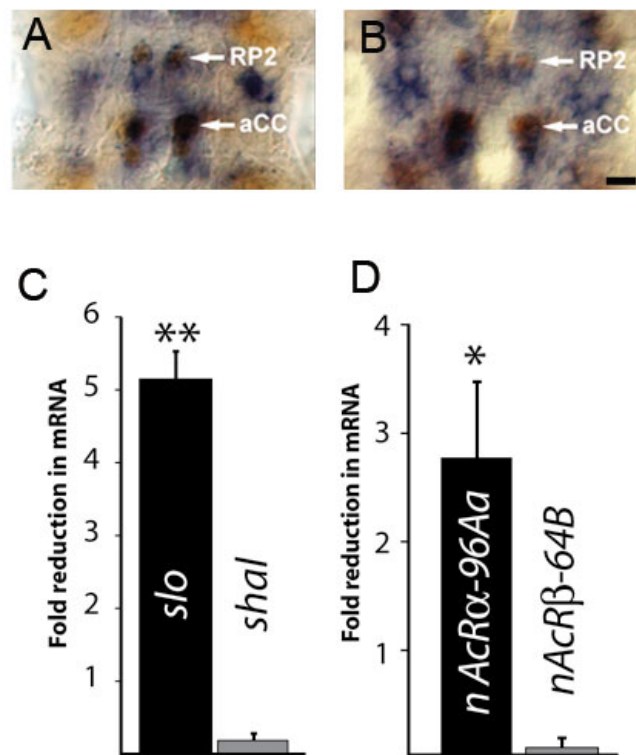 A
RP2
aCC
B
RP2
aCC
C
Fold reduction in mRNA
6
5
4
3
2
1
**
slo
shal
D
Fold reduction in mRNA
4
3
2
1
*
nAcRα-96Aa
nAcRβ-64B